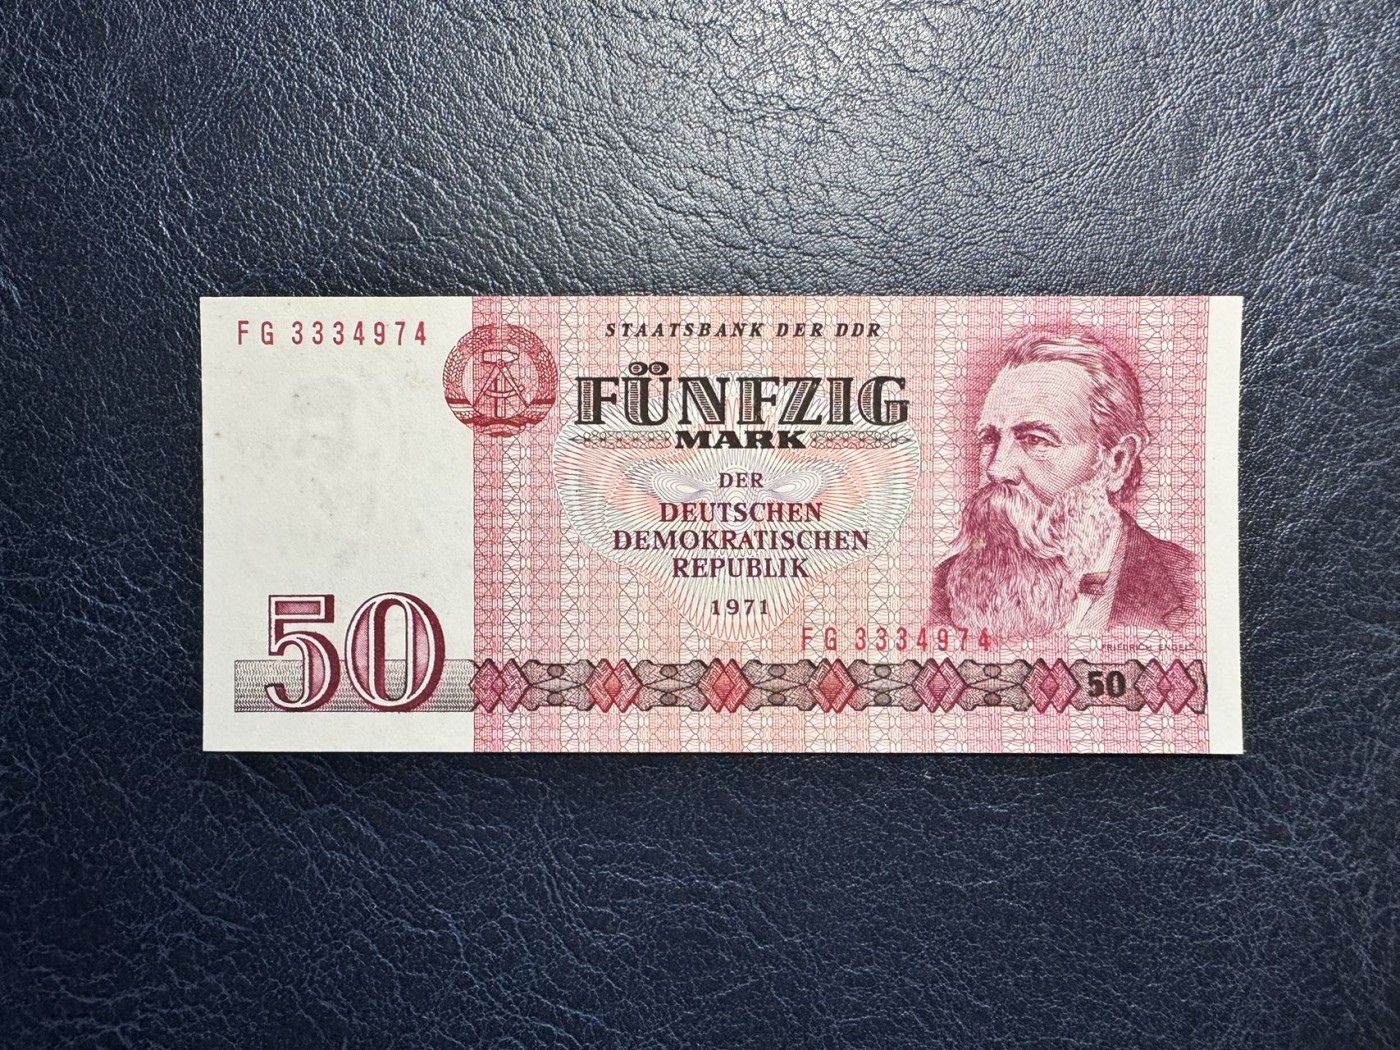 FG 3334974
STAATSBANK DER DDR
FÜNFZIG
MARK
DER
DEUTSCHEN
DEMOKRATISCHEN
REPUBLIK
1971
FG 3334974
FRIEDRICH ENGELS
50
50